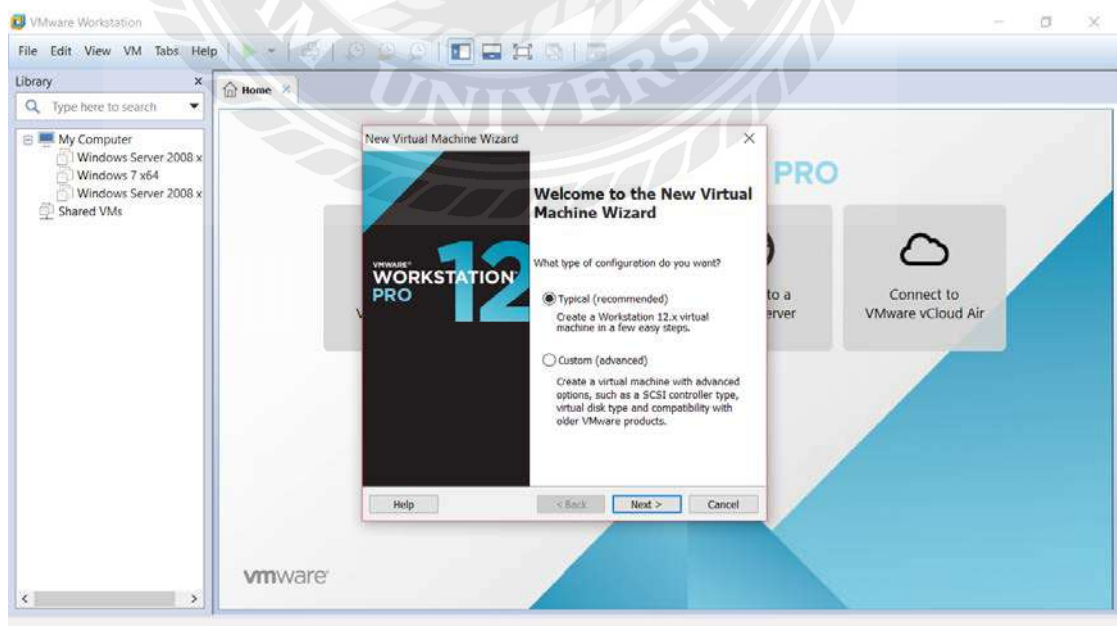 VMware Workstation
File Edit View VM Tabs Help
Library
x
Type here to search
My Computer
Windows Server 2008 x
Windows 7 x64
Windows Server 2008 x
Shared VMs
Home
UNIVERS
PRO
to a
Connect to
VMware vCloud Air
New Virtual Machine Wizard
VMWARE®
WORKSTATION
PRO
12
Welcome to the New Virtual
Machine Wizard
What type of configuration do you want?
Typical (recommended)
Create a Workstation 12.x virtual
machine in a few easy steps.
Custom (advanced)
Create a virtual machine with advanced
options, such as a SCSI controller type,
virtual disk type and compatibility with
older VMware products.
Help
< Back
Next >
Cancel
vmware